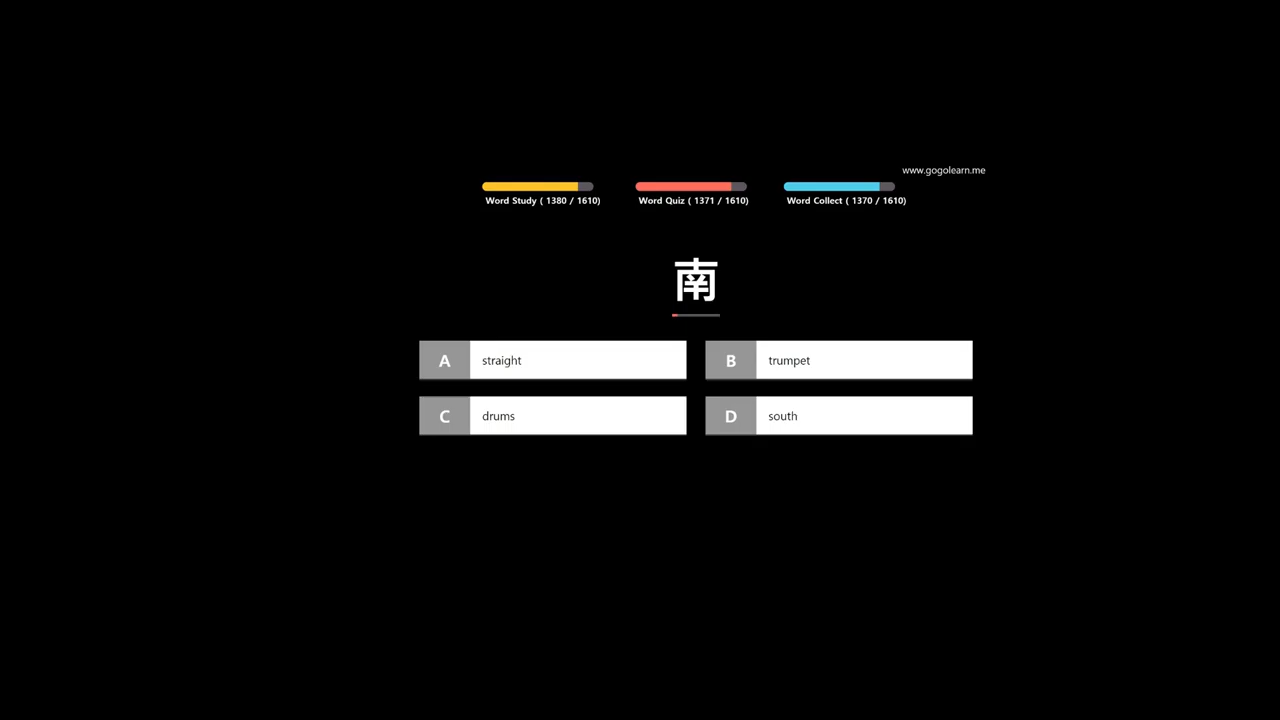 www.gogolearn.me
Word Study ( 1380 / 1610)
Word Quiz ( 1371 / 1610)
Word Collect ( 1370 / 1610)
南
A straight
B trumpet
C drums
D south